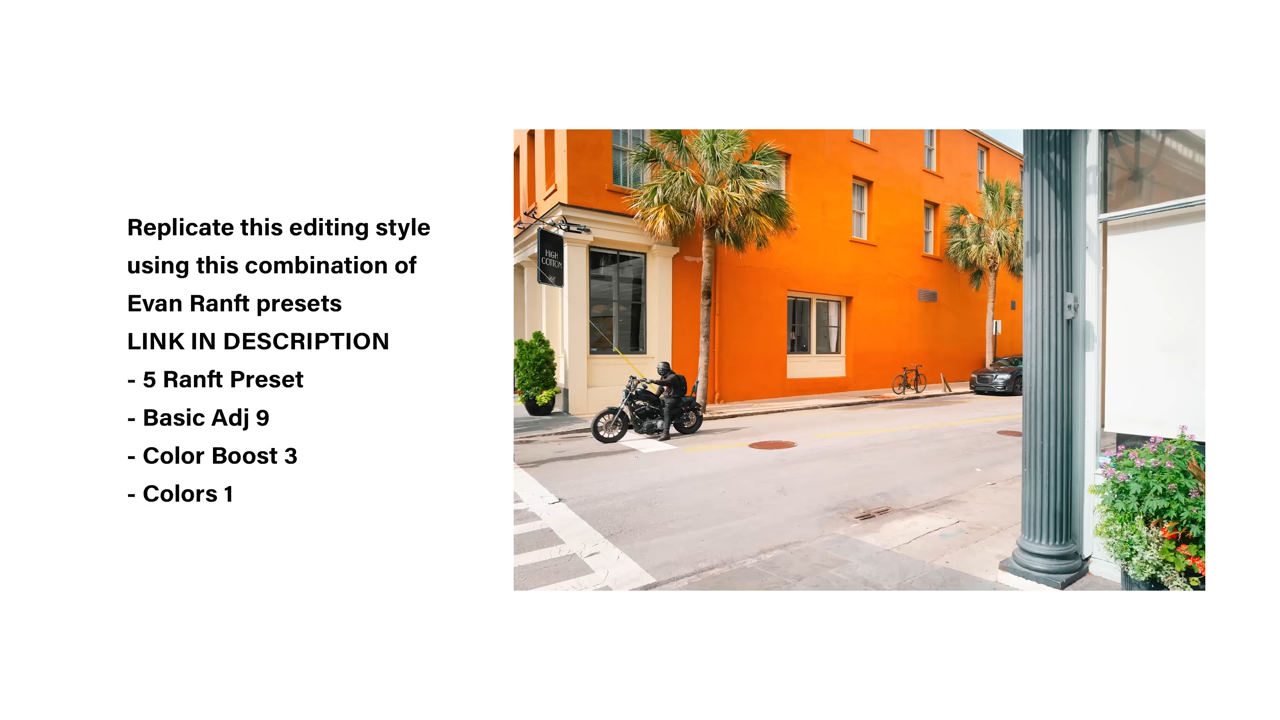 Replicate this editing style
using this combination of
Evan Ranft presets
LINK IN DESCRIPTION
- 5 Ranft Preset
- Basic Adj 9
- Color Boost 3
- Colors 1
HIGH
COTTON